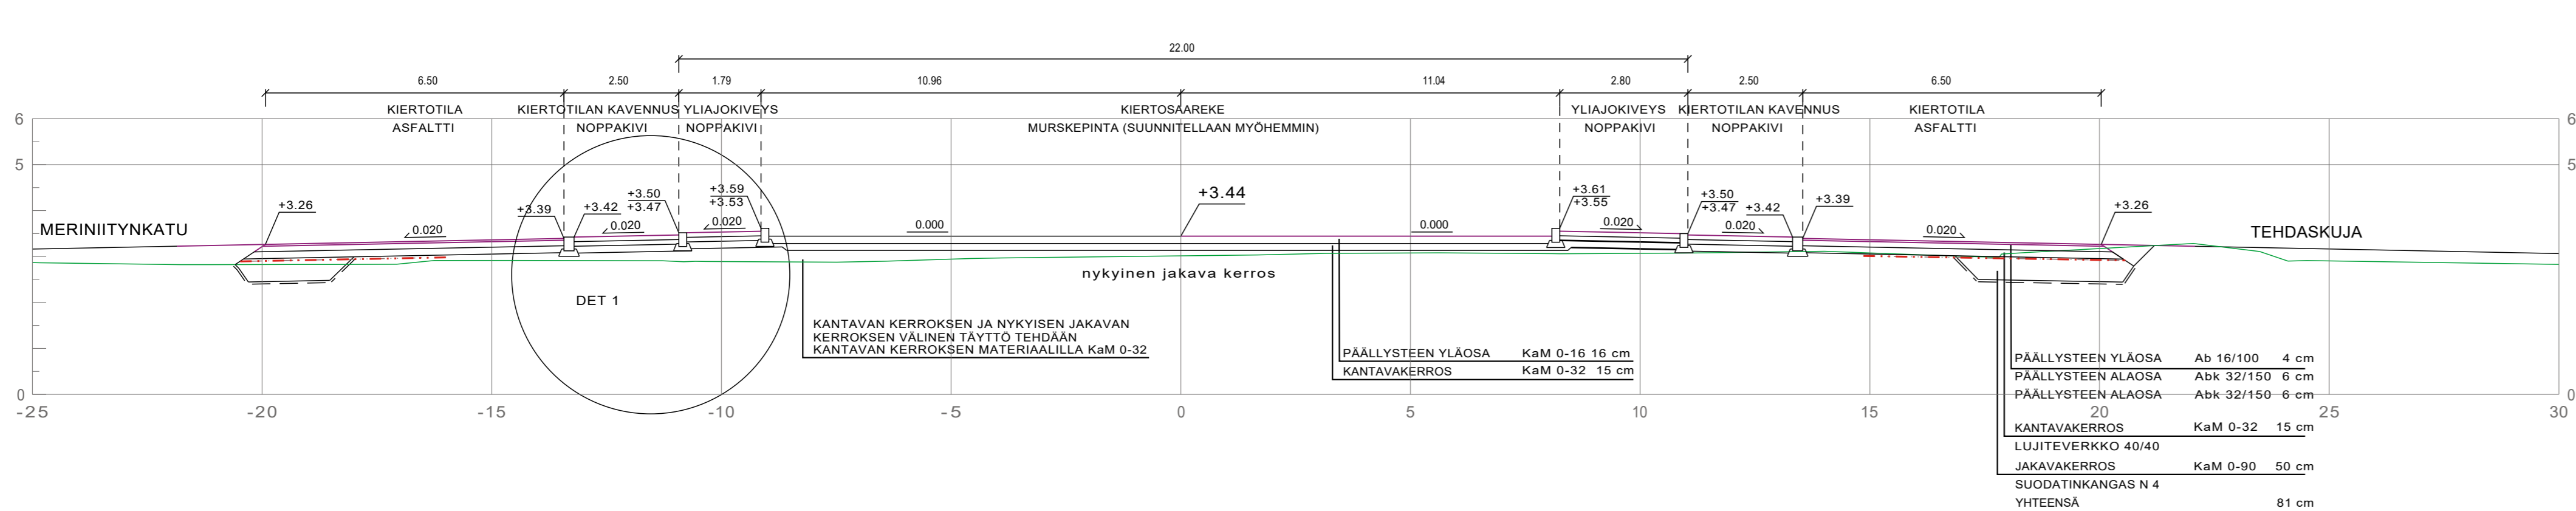 22.00
6.50 2.50 1.79 10.96 11.04 2.80 2.50 6.50
KIERTOTILA KIERTOTILAN KAVENNUS YLIAJOKIVEYS KIERTOSAAREKE YLIAJOKIVEYS KIERTOTILAN KAVENNUS KIERTOTILA
ASFALTTI NOPPAKIVI NOPPAKIVI MURSKEPINTA (SUUNNITELLAAN MYÖHEMMIN) NOPPAKIVI NOPPAKIVI ASFALTTI
6 6
5 5
+3.26 +3.39 +3.42 +3.50 +3.59 +3.44 +3.61 +3.50 +3.42 +3.39 +3.26
+3.47 +3.53 +3.55 +3.47
MERINIITYNKATU 0.020 0.020 0.020 0.000 0.000 0.020 0.020 0.020 TEHDASKUJA
nykyinen jakava kerros
DET 1
KANTAVAN KERROKSEN JA NYKYISEN JAKAVAN
KERROKSEN VÄLINEN TÄYTTÖ TEHDÄÄN
KANTAVAN KERROKSEN MATERIAALILLA KaM 0-32
PÄÄLLYSTEEN YLÄOSA KaM 0-16 16 cm
KANTAVAKERROS KaM 0-32 15 cm
PÄÄLLYSTEEN YLÄOSA Ab 16/100 4 cm
PÄÄLLYSTEEN ALAOSA Abk 32/150 6 cm
PÄÄLLYSTEEN ALAOSA Abk 32/150 6 cm
0 0
-25 -20 -15 -10 -5 0 5 10 15 20 25 30
KANTAVAKERROS KaM 0-32 15 cm
LUJITEVERKKO 40/40
JAKAVAKERROS KaM 0-90 50 cm
SUODATINKANGAS N 4
YHTEENSÄ 81 cm